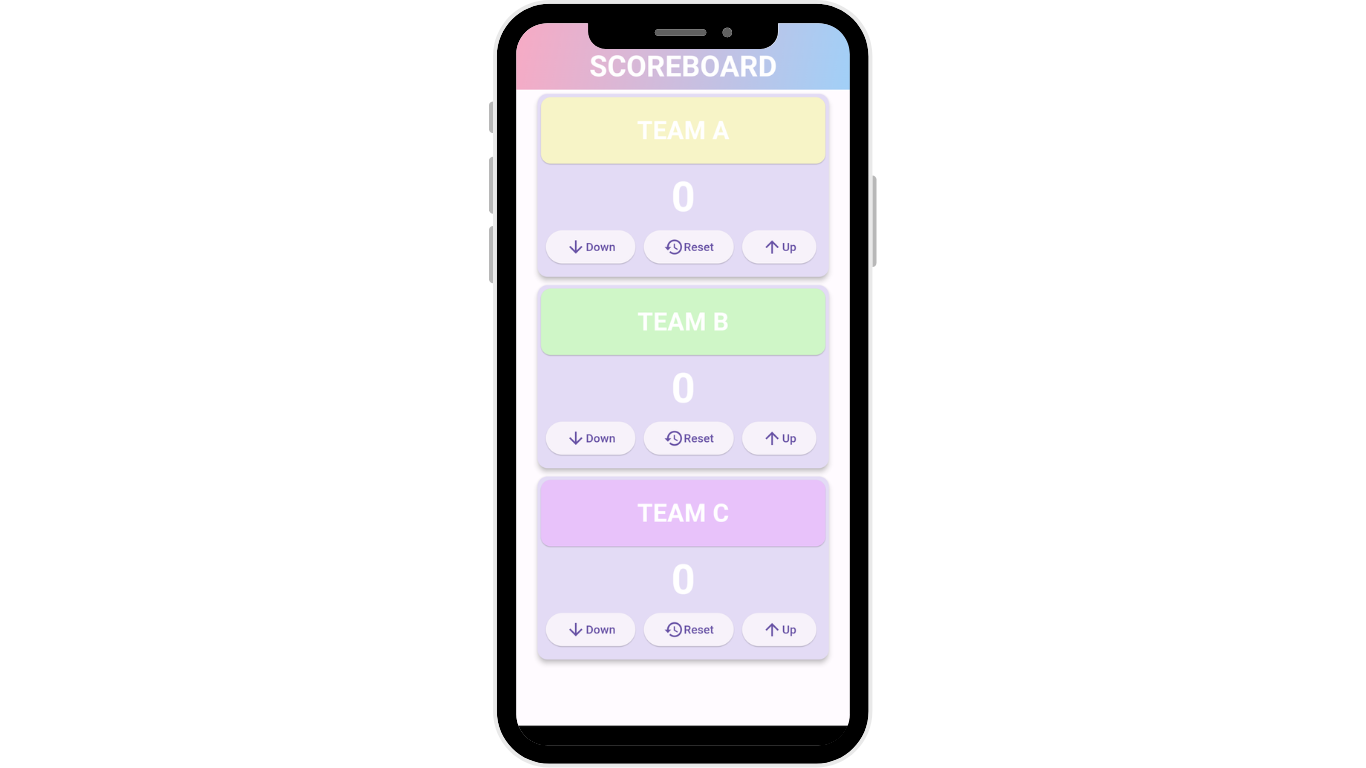 SCOREBOARD
TEAM A
0
Down Reset Up
TEAM B
0
Down Reset Up
TEAM C
0
Down Reset Up